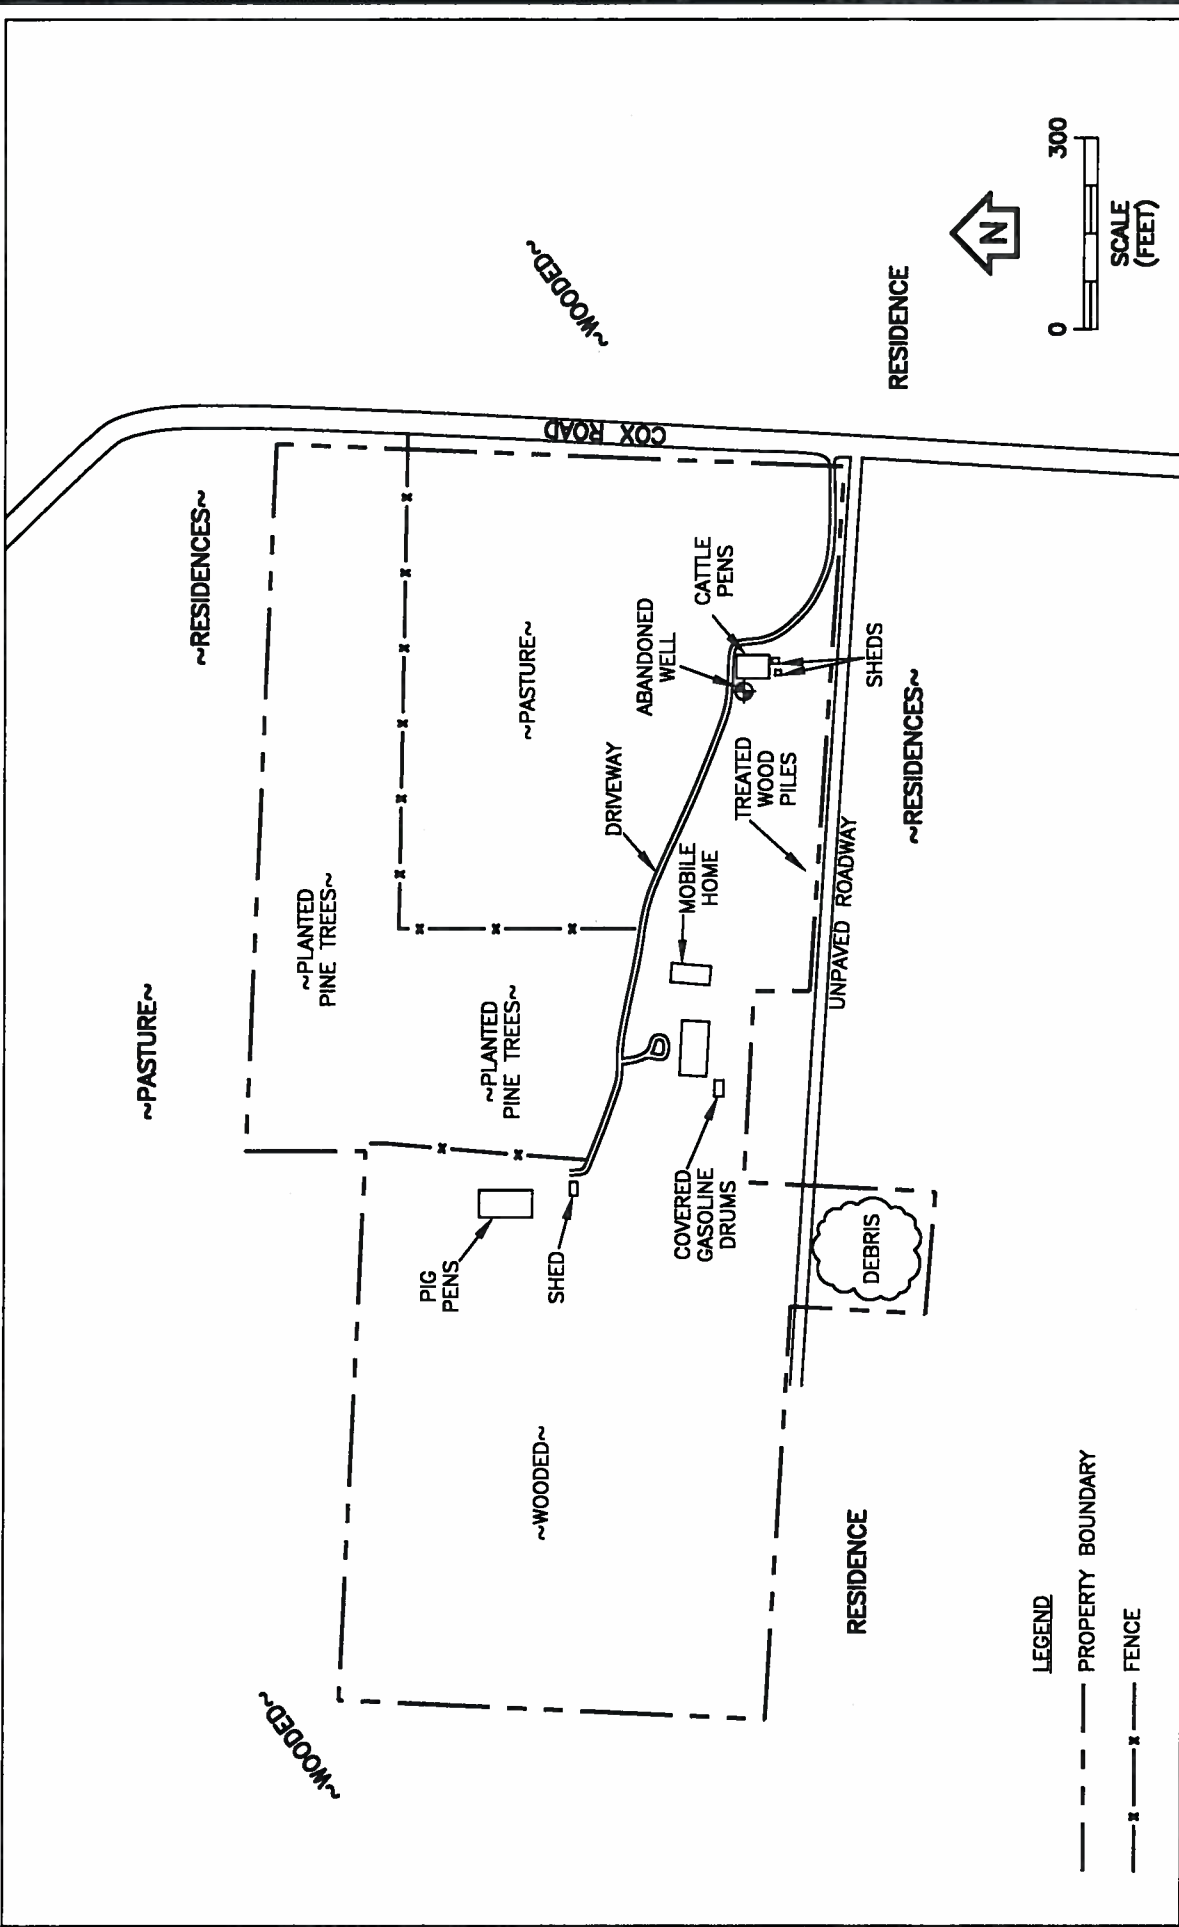 ~WOODED~
~PASTURE~
~RESIDENCES~
~WOODED~
~PLANTED
PINE TREES~
~PLANTED
PINE TREES~
~PASTURE~
COX ROAD
PIG
PENS
SHED
~WOODED~
DRIVEWAY
MOBILE
HOME
ABANDONED
WELL
CATTLE
PENS
COVERED
GASOLINE
DRUMS
TREATED
WOOD
PILES
SHEDS
UNPAVED ROADWAY
DEBRIS
RESIDENCE
~RESIDENCES~
RESIDENCE
N
0
300
SCALE
(FEET)
LEGEND
PROPERTY BOUNDARY
FENCE